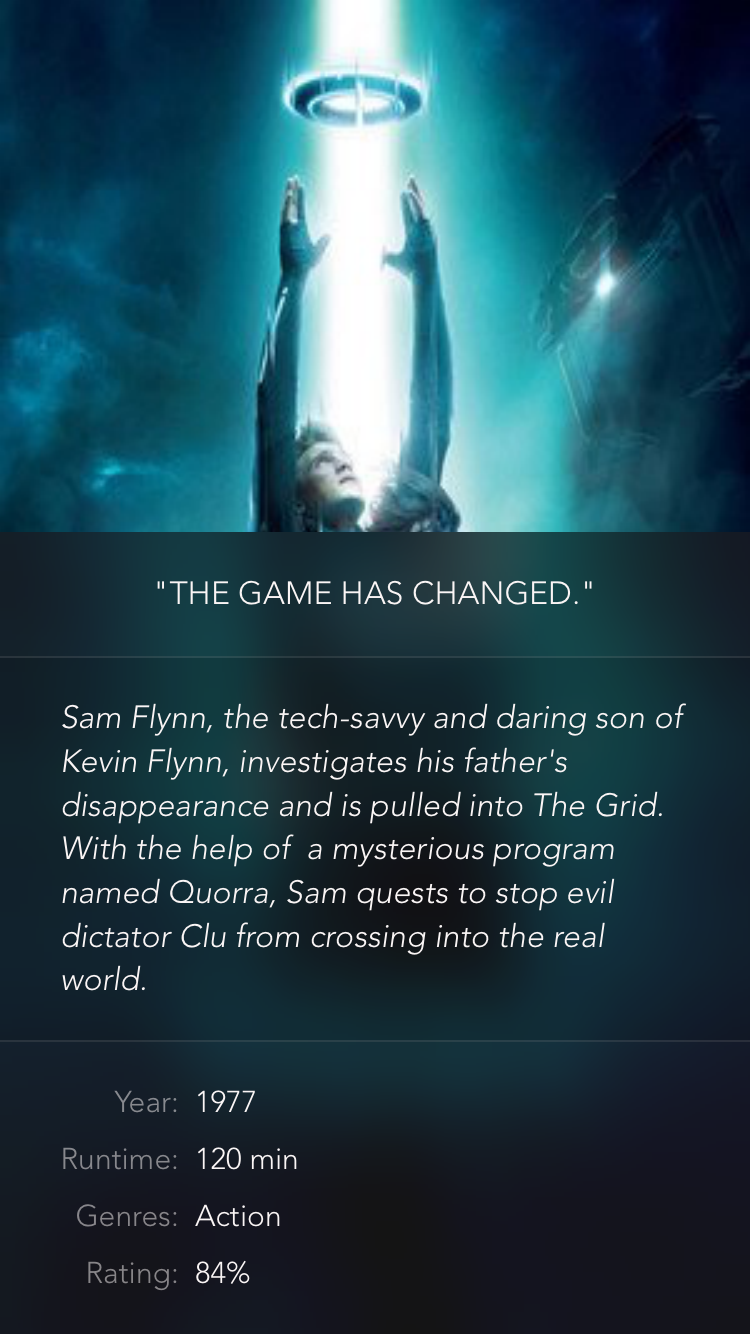 "THE GAME HAS CHANGED."
Sam Flynn, the tech-savvy and daring son of
Kevin Flynn, investigates his father's
disappearance and is pulled into The Grid.
With the help of  a mysterious program
named Quorra, Sam quests to stop evil
dictator Clu from crossing into the real
world.
Year: 1977
Runtime: 120 min
Genres: Action
Rating: 84%